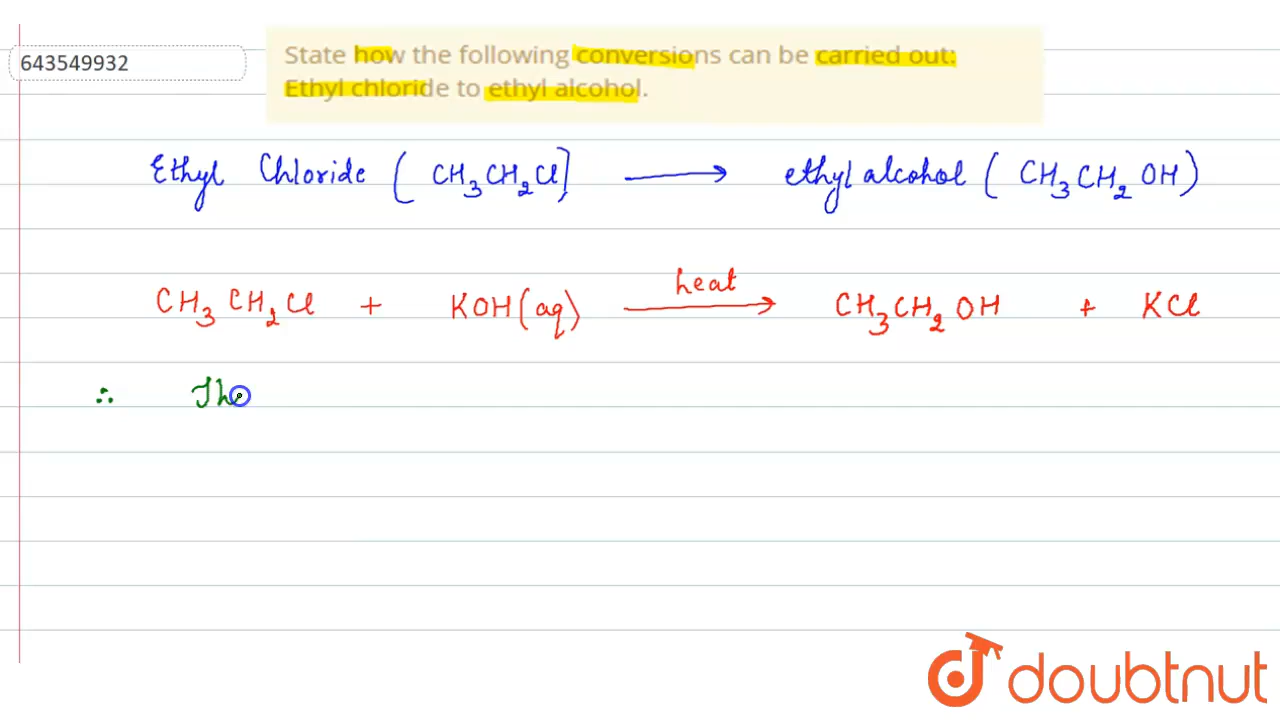 643549932
State how the following conversions can be carried out:
Ethyl chloride to ethyl alcohol.
Ethyl Chloride (CH3CH2Cl) → ethyl alcohol (CH3CH2OH)
heat
CH3CH2Cl + KOH(aq) → CH3CH2OH + KCl
∴ The
doubtnut